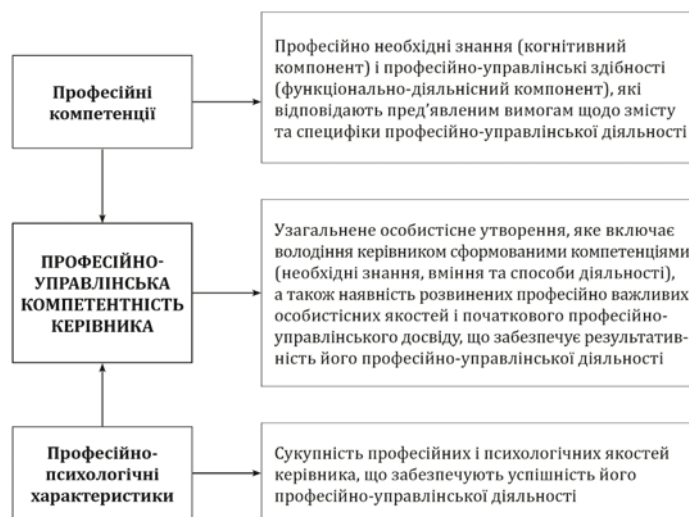 Професійні
компетенції
Професійно необхідні знання (когнітивний
компонент) і професійно-управлінські здібності
(функціонально-діяльнісний компонент), які
відповідають пред’явленим вимогам щодо змісту
та специфіки професійно-управлінської діяльності
ПРОФЕСІЙНО-
УПРАВЛІНСЬКА
КОМПЕТЕНТНІСТЬ
КЕРІВНИКА
Узагальнене особистісне утворення, яке включає
володіння керівником сформованими компетенціями
(необхідні знання, вміння та способи діяльності),
а також наявність розвинених професійно важливих
особистісних якостей і початкового професійно-
управлінського досвіду, що забезпечує результатив-
ність його професійно-управлінської діяльності
Професійно-
психологічні
характеристики
Сукупність професійних і психологічних якостей
керівника, що забезпечують успішність його
професійно-управлінської діяльності